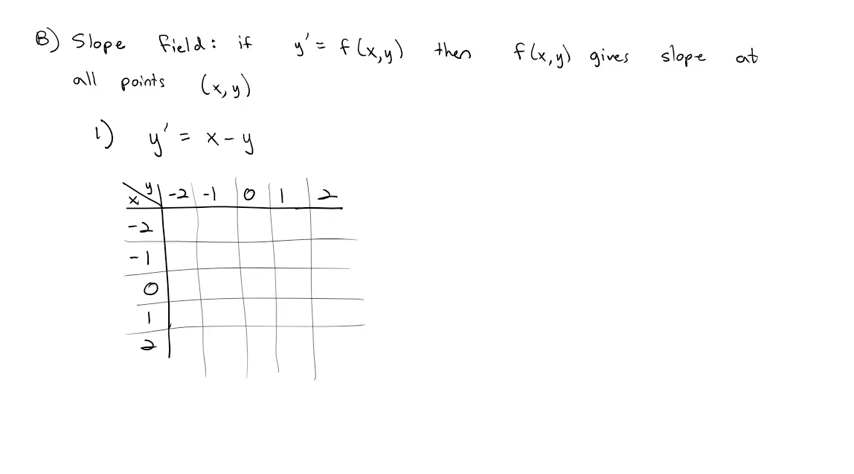 B) Slope Field: if y' = f(x,y) then f(x,y) gives slope at
all points (x,y)
1) y' = x - y
x y -2 -1 0 1 2
-2
-1
0
1
2